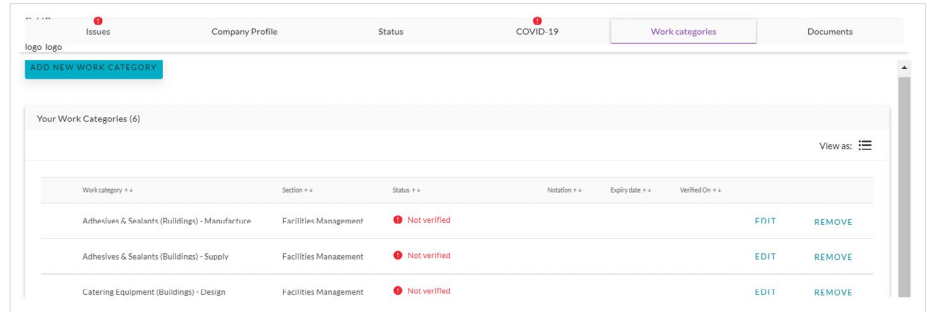 Issues Company Profile Status COVID-19 Work categories Documents
logo logo
ADD NEW WORK CATEGORY
Your Work Categories (6)
View as:
Work category ↑↓ Section ↑↓ Status ↑↓ Notation ↑↓ Expiry date ↑↓ Verified On ↑↓
Adhesives & Sealants (Buildings) - Manufacture Facilities Management Not verified EDIT REMOVE
Adhesives & Sealants (Buildings) - Supply Facilities Management Not verified EDIT REMOVE
Catering Equipment (Buildings) - Design Facilities Management Not verified EDIT REMOVE